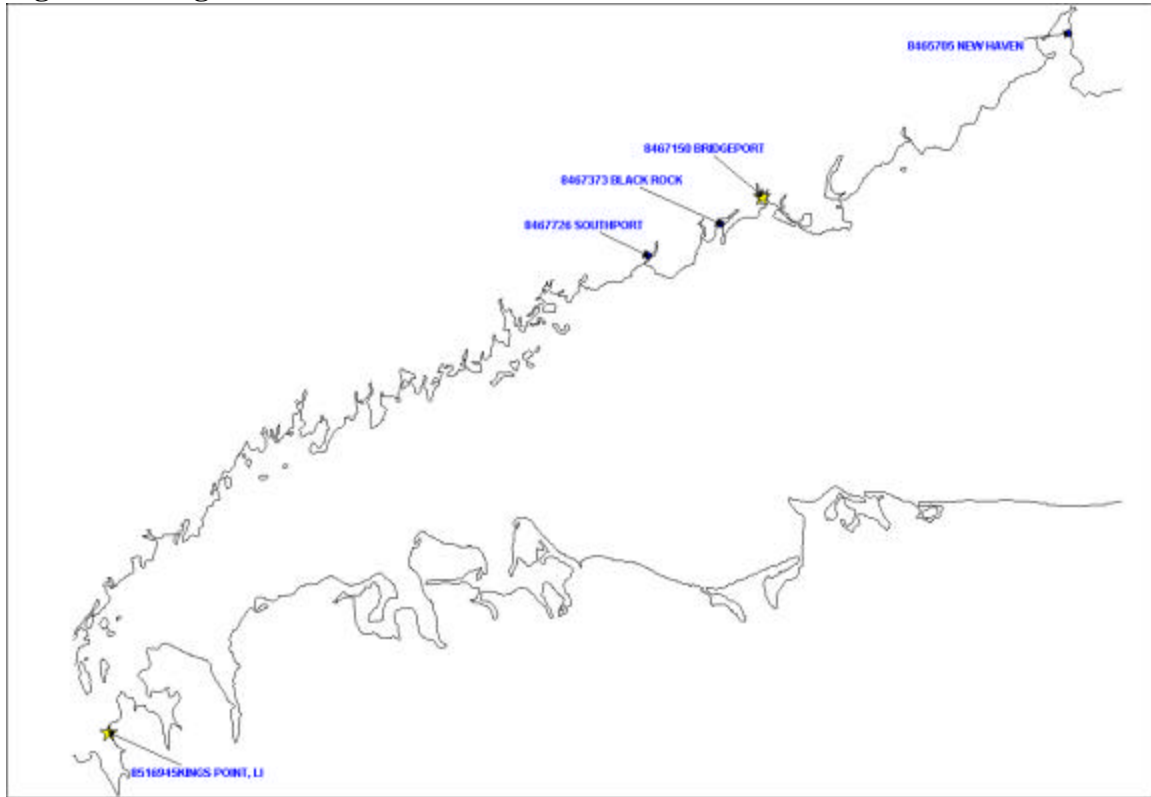 8465705 NEW HAVEN
8467150 BRIDGEPORT
8467373 BLACK ROCK
8467726 SOUTHPORT
8516945KINGS POINT, LI